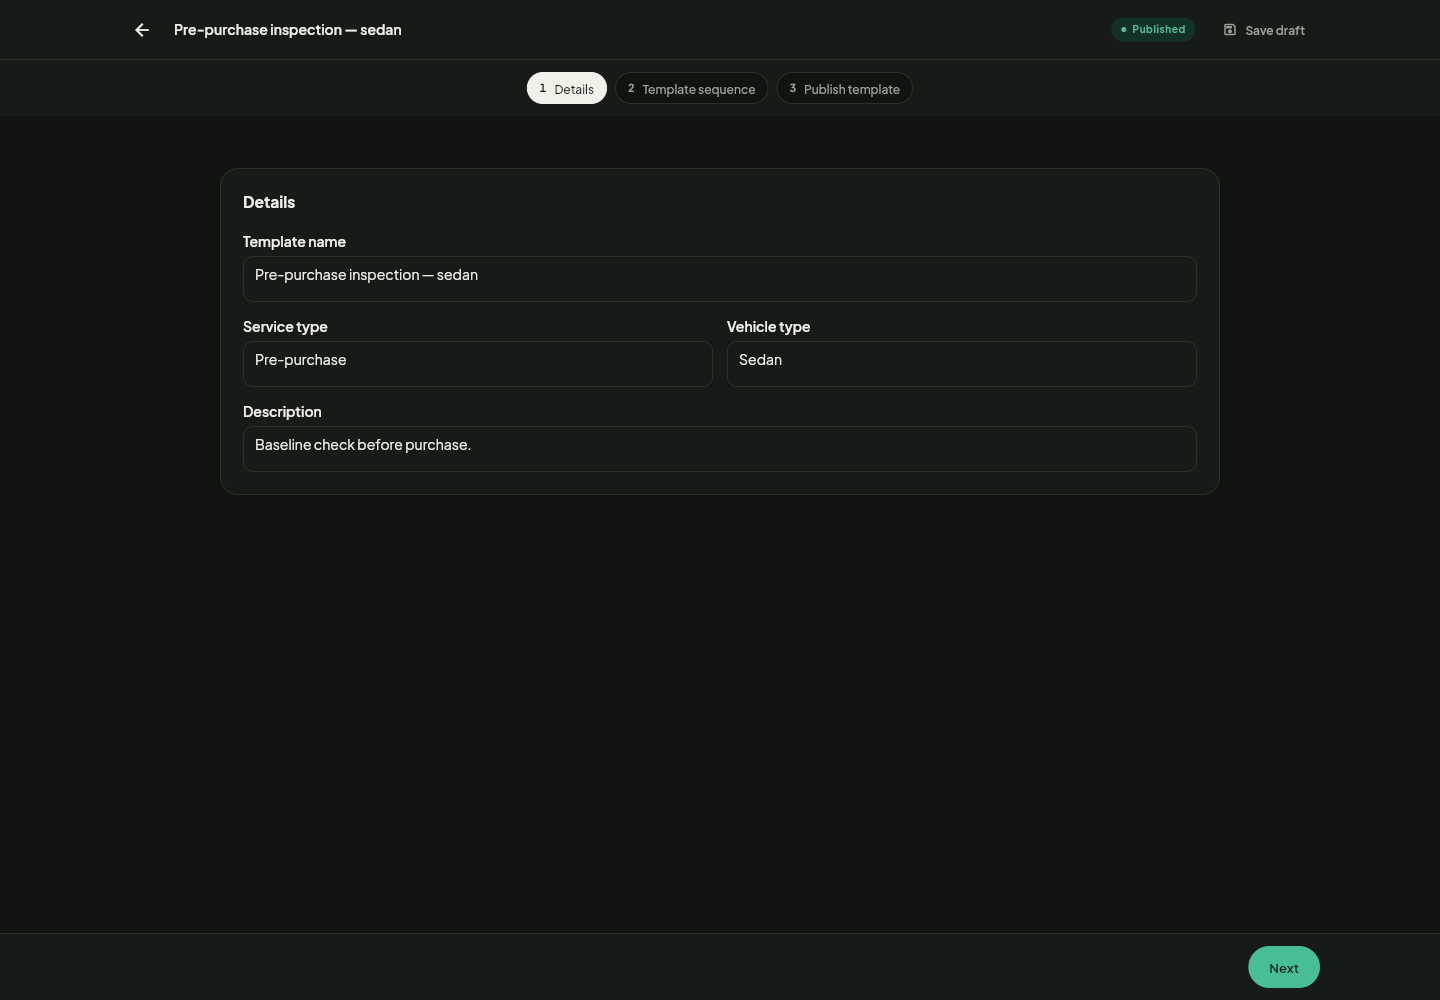 Pre-purchase inspection — sedan
Published
Save draft
1 Details
2 Template sequence
3 Publish template
Details
Template name
Pre-purchase inspection — sedan
Service type
Vehicle type
Pre-purchase
Sedan
Description
Baseline check before purchase.
Next